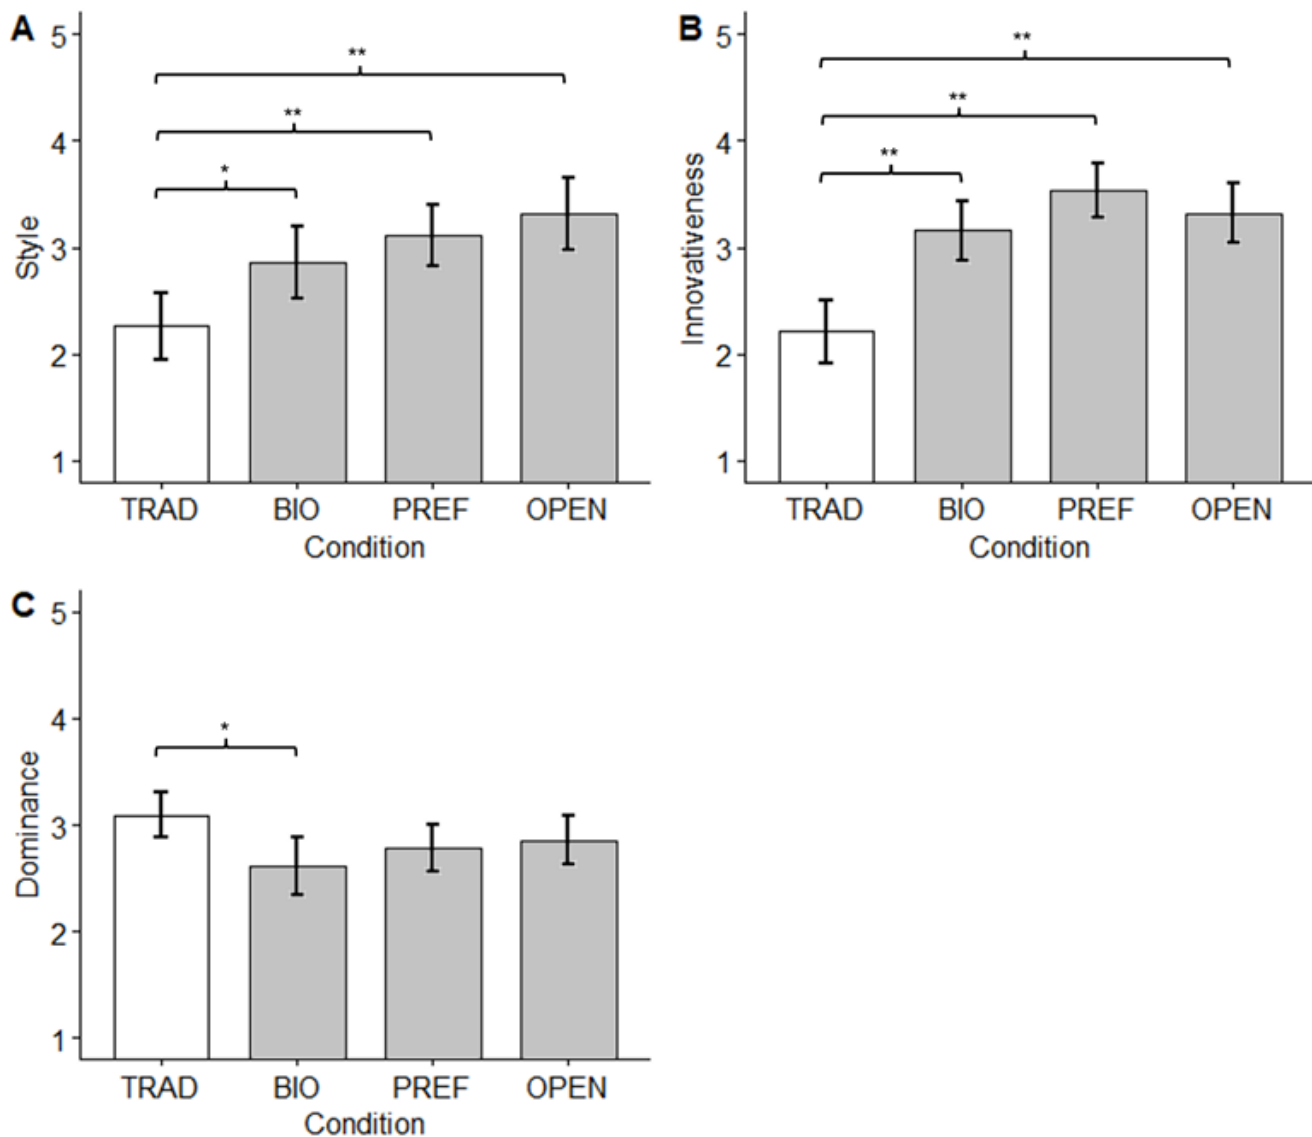 A
5
4
3
2
1
Style
**
**
*
TRAD BIO PREF OPEN
Condition
B
5
4
3
2
1
Innovativeness
**
**
**
TRAD BIO PREF OPEN
Condition
C
5
4
3
2
1
Dominance
*
TRAD BIO PREF OPEN
Condition